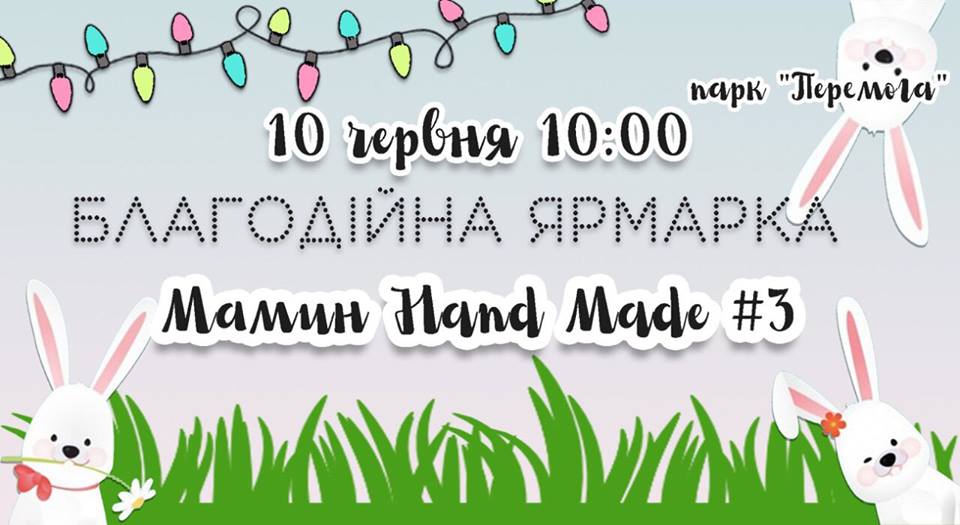 парк "Перемога"
10 червня 10:00
БЛАГОДІЙНА ЯРМАРКА
Мамин Hand Made #3